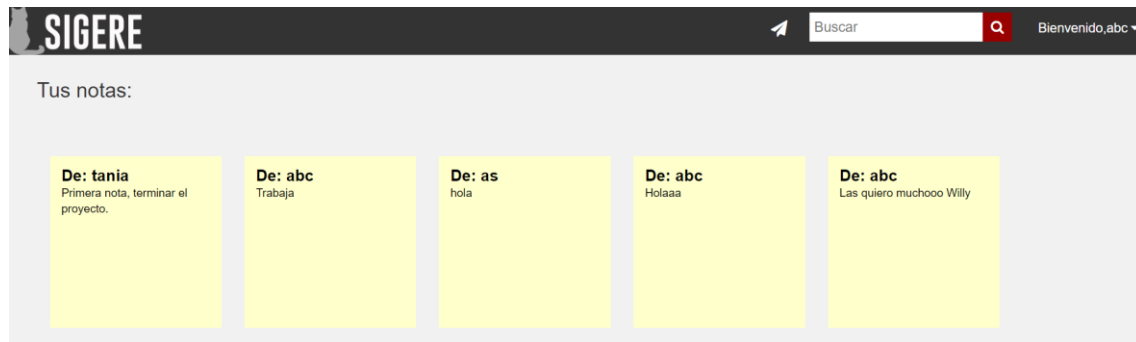 SIGERE
Buscar
Bienvenido,abc
Tus notas:
De: tania
Primera nota, terminar el
proyecto.
De: abc
Trabaja
De: as
hola
De: abc
Holaaa
De: abc
Las quiero muchooo Willy